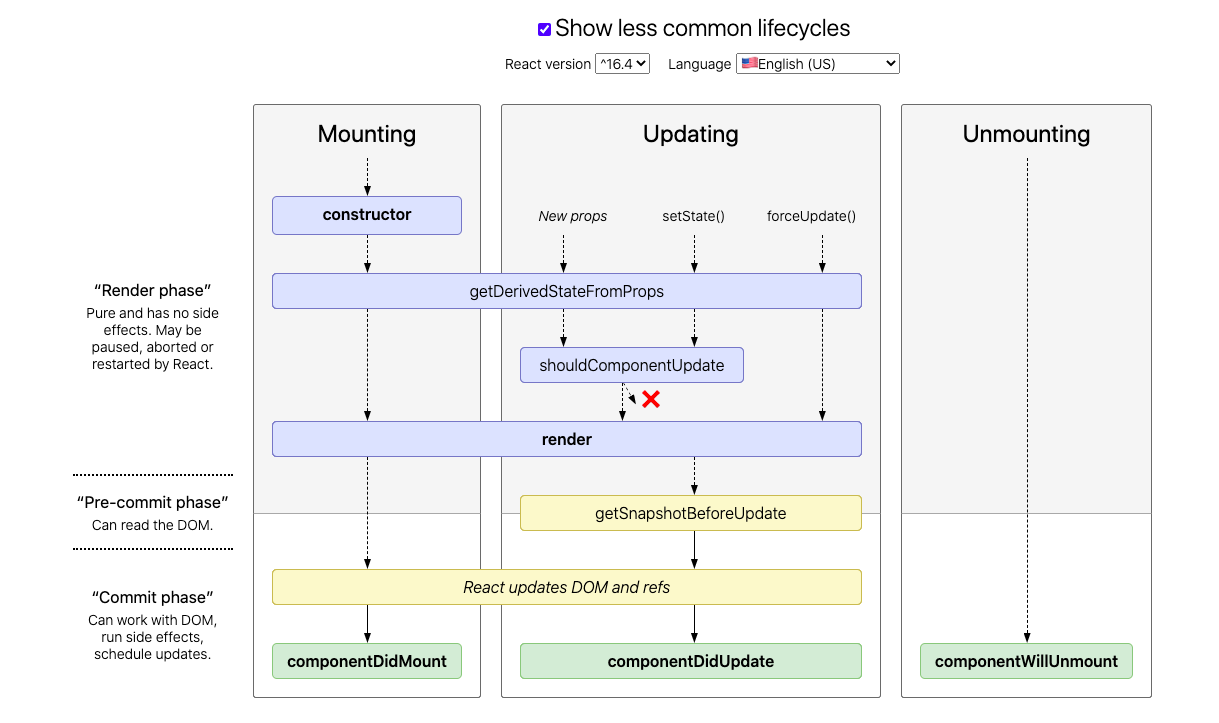 Show less common lifecycles
React version ^16.4 Language 🇺🇸English (US)
Mounting
Updating
Unmounting
constructor
New props
setState()
forceUpdate()
“Render phase”
Pure and has no side
effects. May be
paused, aborted or
restarted by React.
getDerivedStateFromProps
shouldComponentUpdate
render
“Pre-commit phase”
Can read the DOM.
getSnapshotBeforeUpdate
“Commit phase”
Can work with DOM,
run side effects,
schedule updates.
React updates DOM and refs
componentDidMount
componentDidUpdate
componentWillUnmount